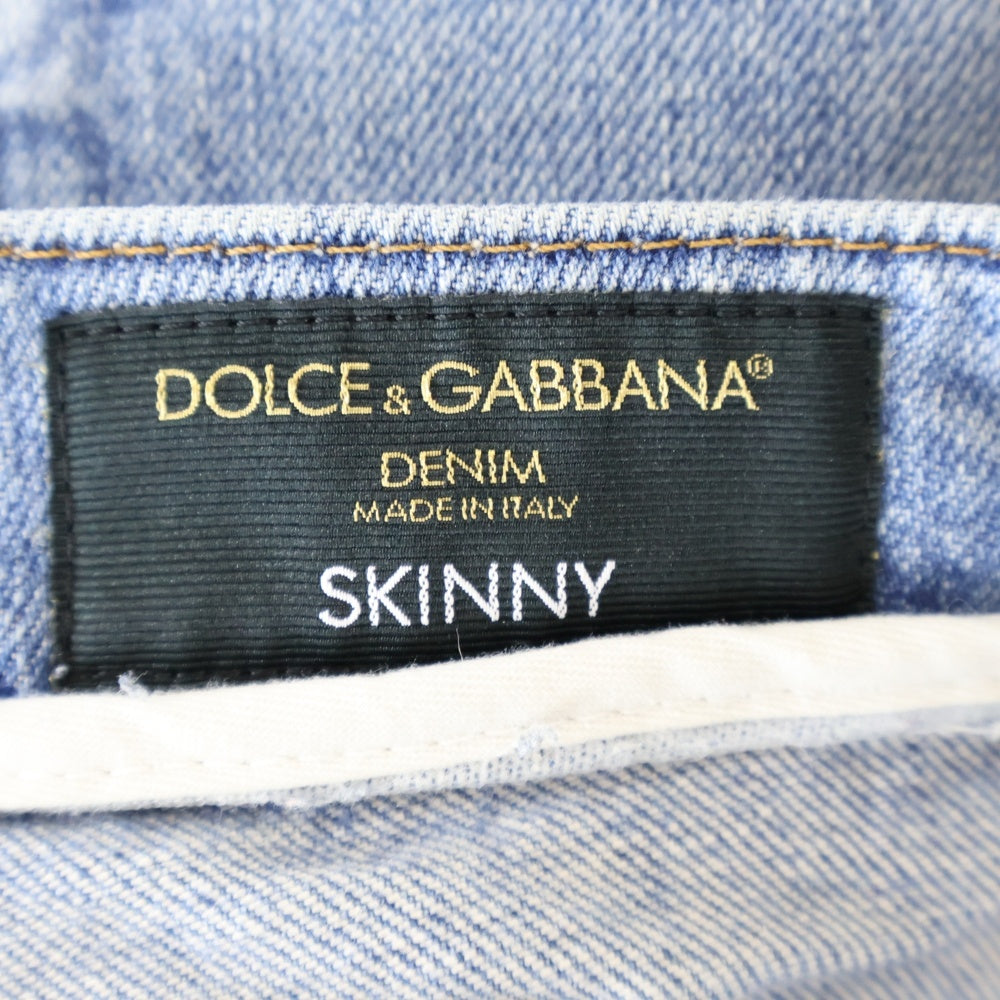 DOLCE & GABBANA®
DENIM
MADE IN ITALY
SKINNY